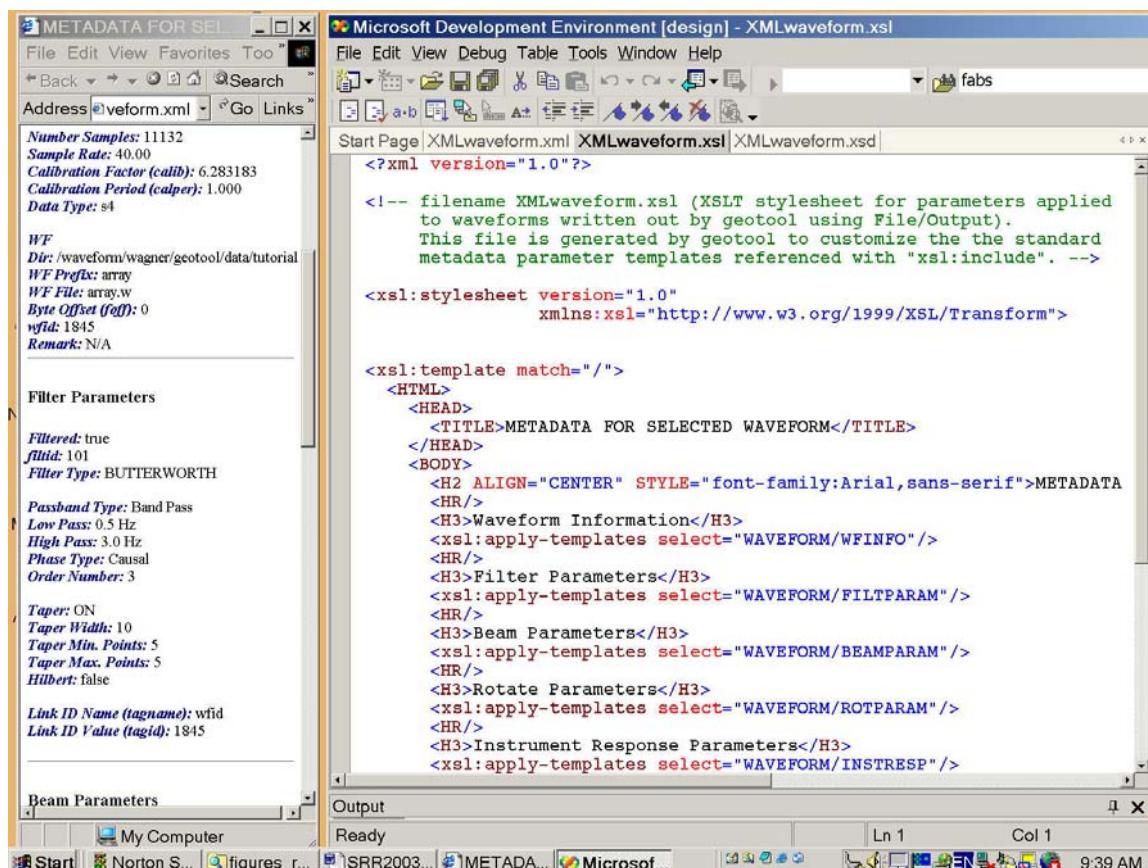 METADATA FOR SEL...
File Edit View Favorites Too »
Back Search »
Address veform.xml Go Links »
Number Samples: 11132
Sample Rate: 40.00
Calibration Factor (calib): 6.283183
Calibration Period (calper): 1.000
Data Type: s4
WF
Dir: /waveform/wagner/geotool/data/tutorial
WF Prefix: array
WF File: array.w
Byte Offset (foff): 0
wfid: 1845
Remark: N/A
Filter Parameters
Filtered: true
filtid: 101
Filter Type: BUTTERWORTH
Passband Type: Band Pass
Low Pass: 0.5 Hz
High Pass: 3.0 Hz
Phase Type: Causal
Order Number: 3
Taper: ON
Taper Width: 10
Taper Min. Points: 5
Taper Max. Points: 5
Hilbert: false
Link ID Name (tagname): wfid
Link ID Value (tagid): 1845
Beam Parameters
My Computer
Microsoft Development Environment [design] - XMLwaveform.xsl
File Edit View Debug Table Tools Window Help
fabs
a•b
Start Page XMLwaveform.xml XMLwaveform.xsl XMLwaveform.xsd
<?xml version="1.0"?>
<!-- filename XMLwaveform.xsl (XSLT stylesheet for parameters applied
to waveforms written out by geotool using File/Output).
This file is generated by geotool to customize the the standard
metadata parameter templates referenced with "xsl:include". -->
<xsl:stylesheet version="1.0"
xmlns:xsl="http://www.w3.org/1999/XSL/Transform">
<xsl:template match="/">
<HTML>
<HEAD>
<TITLE>METADATA FOR SELECTED WAVEFORM</TITLE>
</HEAD>
<BODY>
<H2 ALIGN="CENTER" STYLE="font-family:Arial,sans-serif">METADATA
<HR/>
<H3>Waveform Information</H3>
<xsl:apply-templates select="WAVEFORM/WFINFO"/>
<HR/>
<H3>Filter Parameters</H3>
<xsl:apply-templates select="WAVEFORM/FILTPARAM"/>
<HR/>
<H3>Beam Parameters</H3>
<xsl:apply-templates select="WAVEFORM/BEAMPARAM"/>
<HR/>
<H3>Rotate Parameters</H3>
<xsl:apply-templates select="WAVEFORM/ROTPARAM"/>
<HR/>
<H3>Instrument Response Parameters</H3>
<xsl:apply-templates select="WAVEFORM/INSTRESP"/>
Output
Ready Ln 1 Col 1
Start Norton S... figures_r... SRR2003... METADA... Microsof... EN 9:39 AM